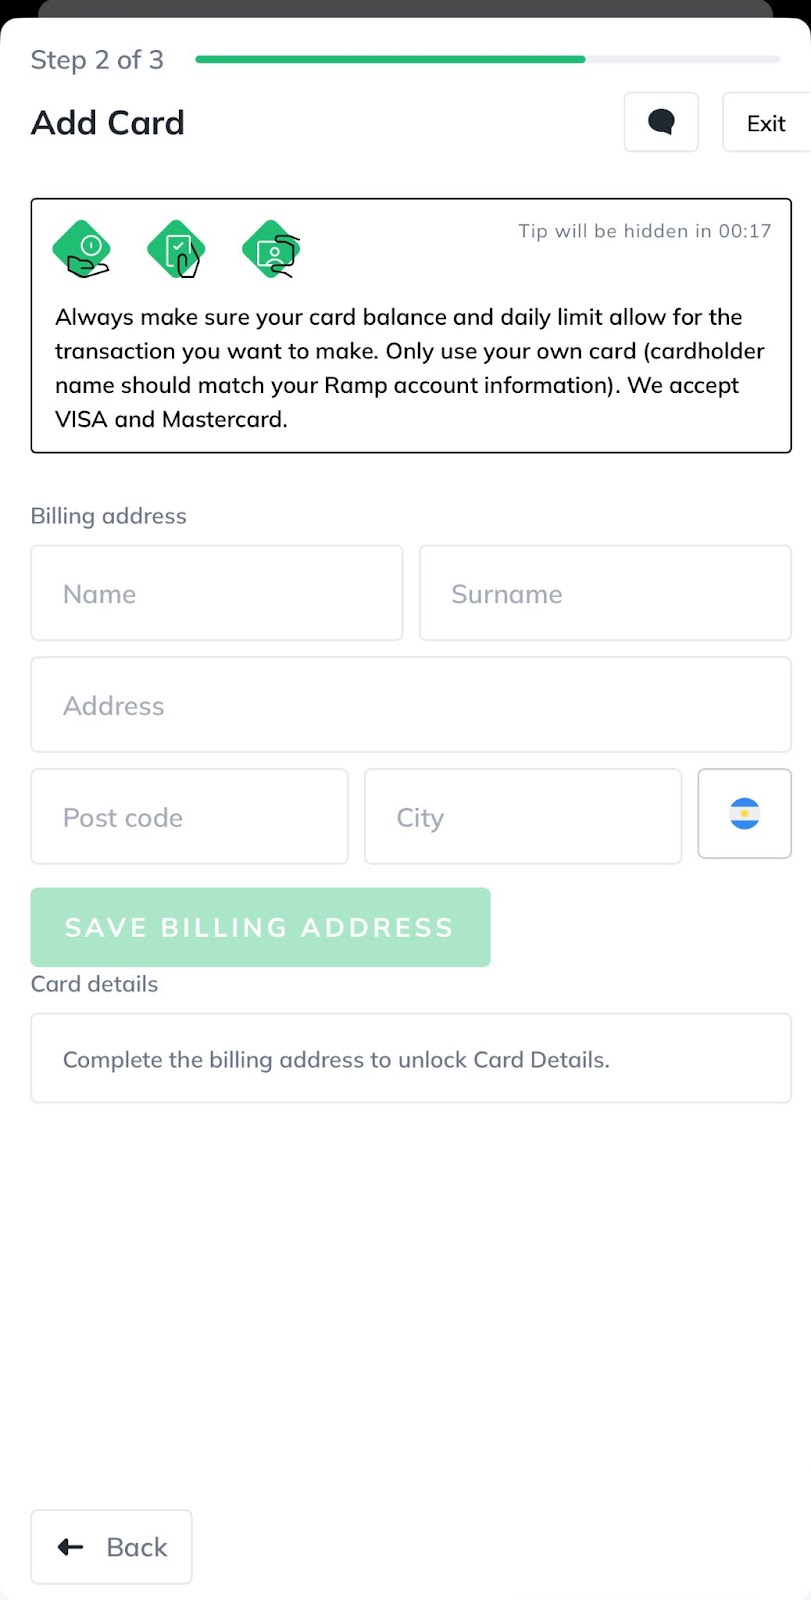 Step 2 of 3
Add Card
Exit
Tip will be hidden in 00:17
Always make sure your card balance and daily limit allow for the
transaction you want to make. Only use your own card (cardholder
name should match your Ramp account information). We accept
VISA and Mastercard.
Billing address
Name
Surname
Address
Post code
City
SAVE BILLING ADDRESS
Card details
Complete the billing address to unlock Card Details.
Back